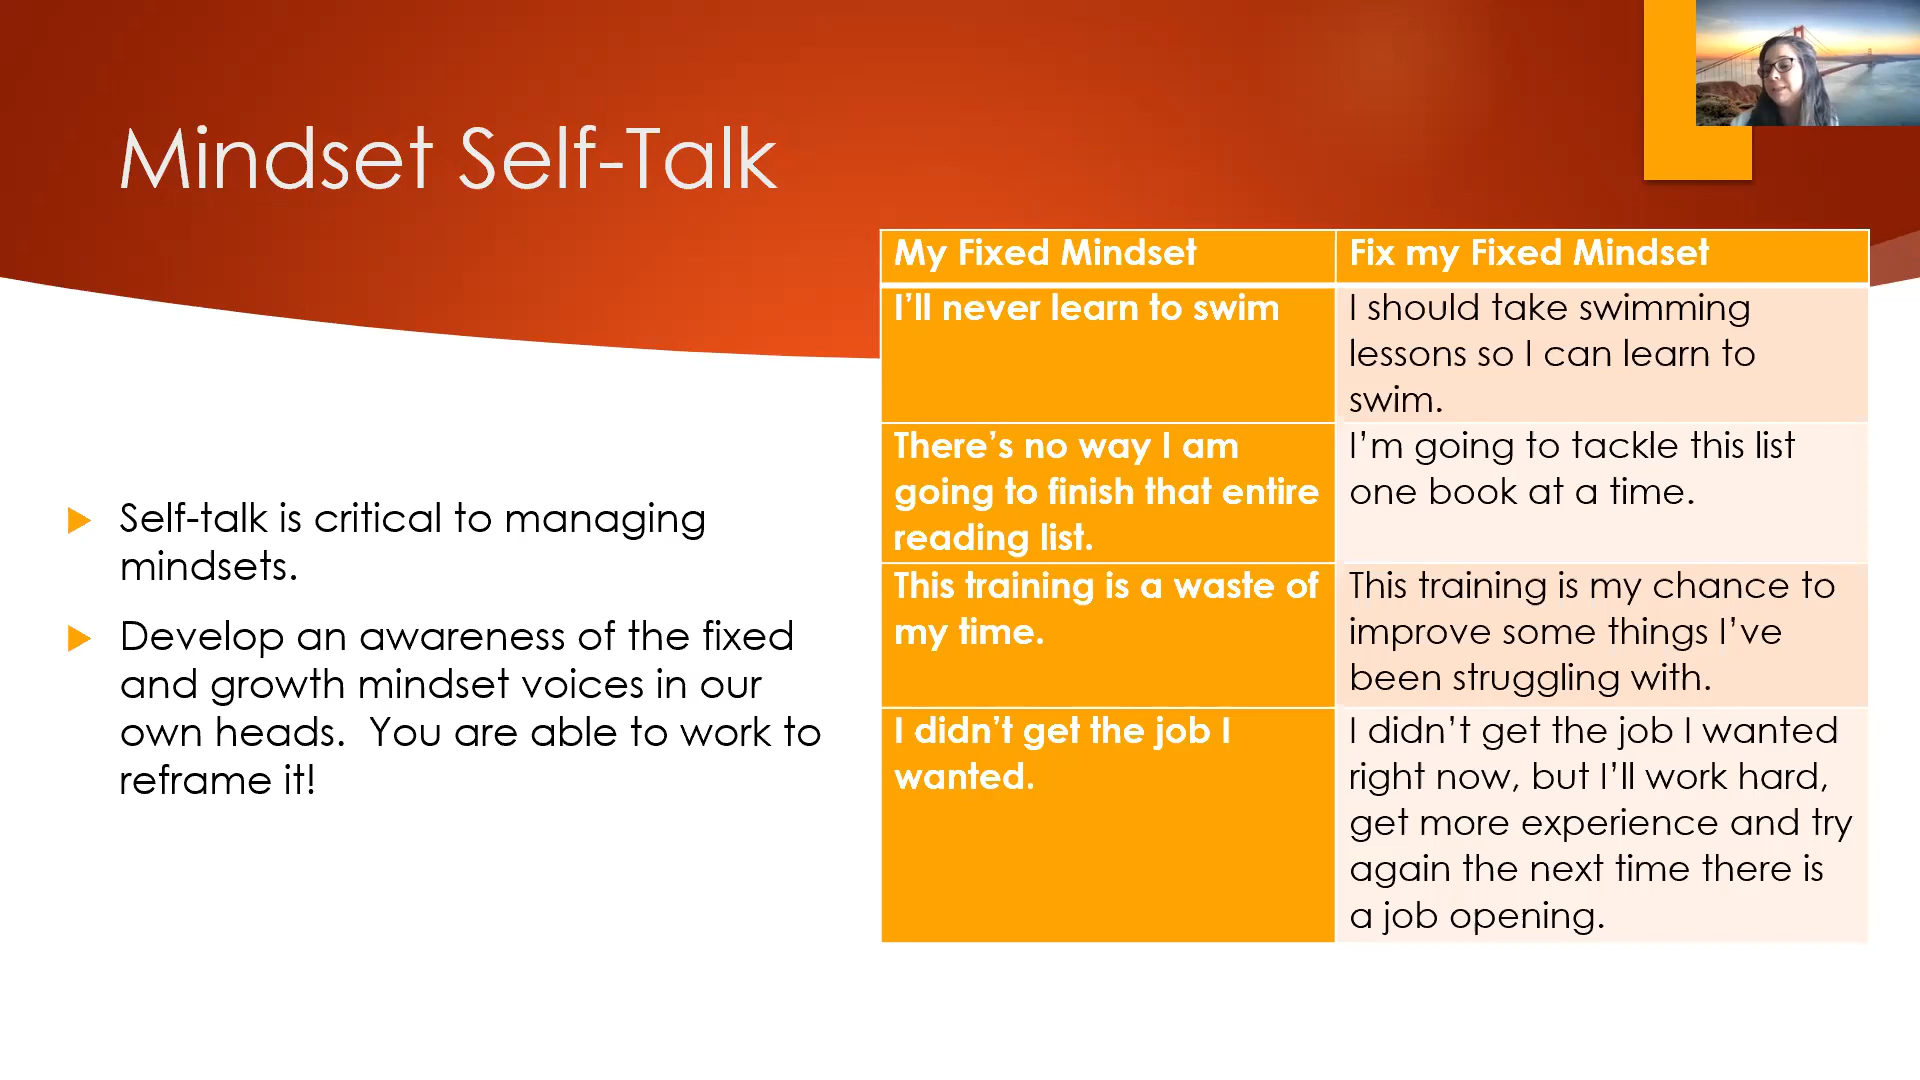 Mindset Self-Talk
Self-talk is critical to managing
mindsets.
Develop an awareness of the fixed
and growth mindset voices in our
own heads.  You are able to work to
reframe it!
My Fixed Mindset
Fix my Fixed Mindset
I’ll never learn to swim
I should take swimming
lessons so I can learn to
swim.
There’s no way I am
going to finish that entire
reading list.
I’m going to tackle this list
one book at a time.
This training is a waste of
my time.
This training is my chance to
improve some things I’ve
been struggling with.
I didn’t get the job I
wanted.
I didn’t get the job I wanted
right now, but I’ll work hard,
get more experience and try
again the next time there is
a job opening.